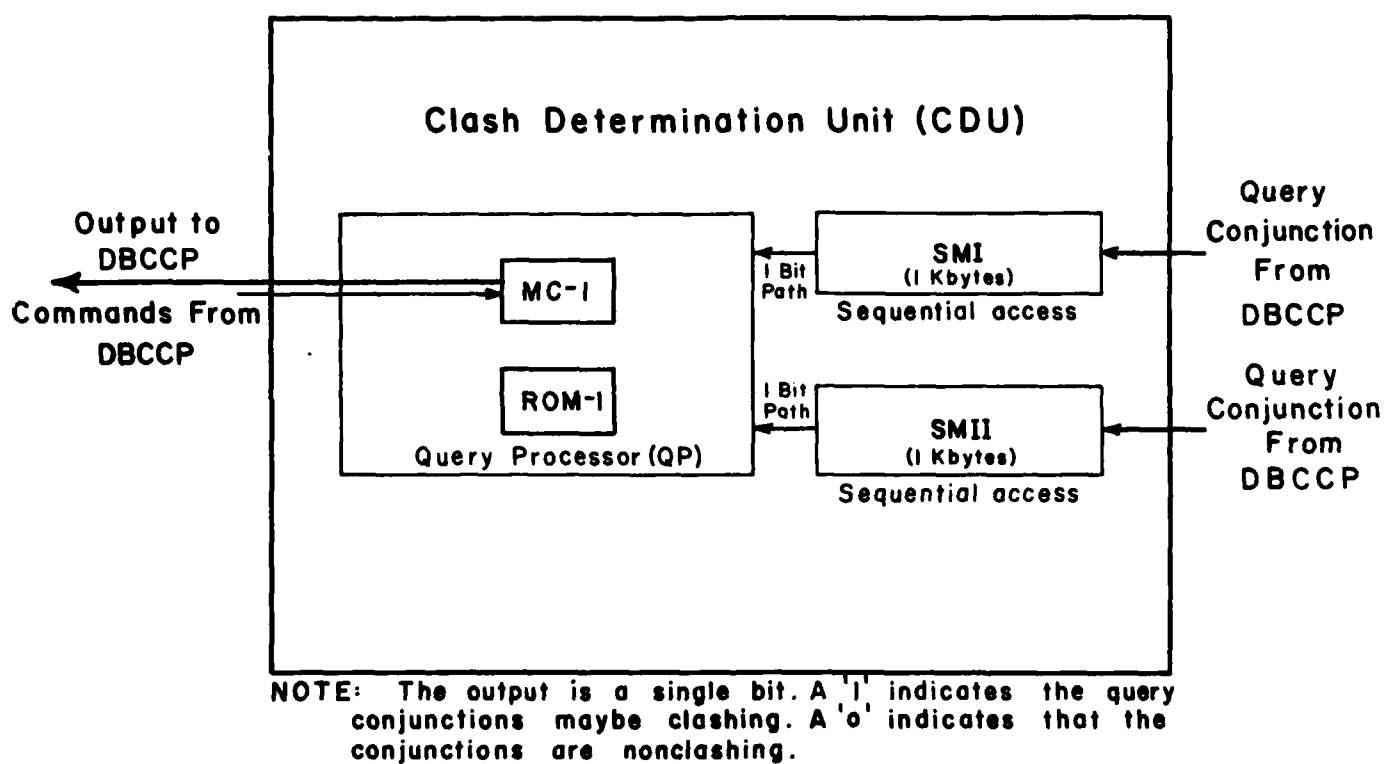 Clash Determination Unit (CDU)
Output to
DBCCP
Commands From
DBCCP
MC-1
ROM-1
Query Processor (QP)
1 Bit
Path
SMI
(1 Kbytes)
Sequential access
Query
Conjunction
From
DBCCP
1 Bit
Path
SMII
(1 Kbytes)
Sequential access
Query
Conjunction
From
DBCCP
NOTE: The output is a single bit. A '1' indicates the query
conjunctions maybe clashing. A 'o' indicates that the
conjunctions are nonclashing.